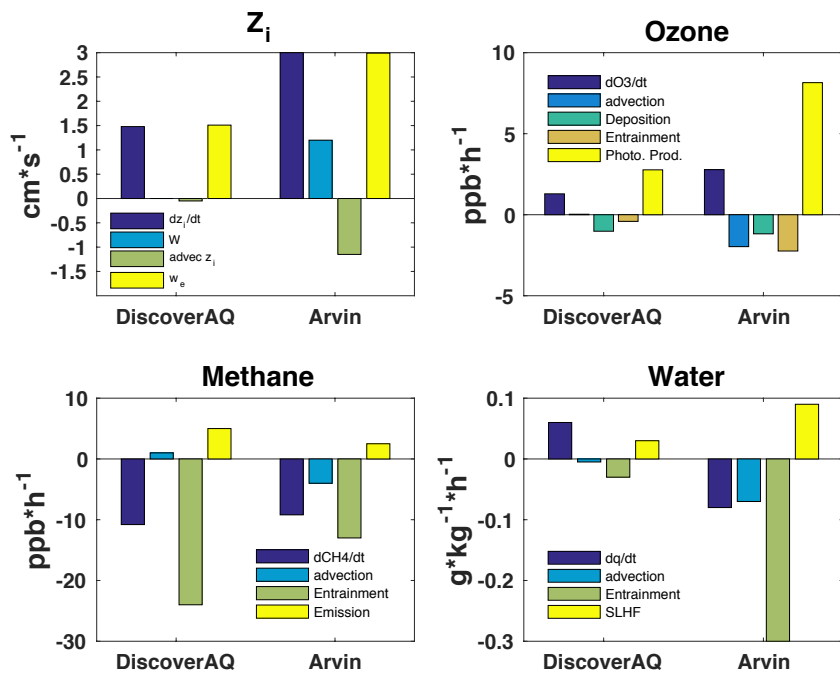 Z_i
cm*s^-1
3
2.5
2
1.5
1
0.5
0
-0.5
-1
-1.5
dz_i/dt
W
advec z_i
w_e
DiscoverAQ Arvin
Ozone
ppb*h^-1
10
5
0
-5
dO3/dt
advection
Deposition
Entrainment
Photo. Prod.
DiscoverAQ Arvin
Methane
ppb*h^-1
10
0
-10
-20
-30
dCH4/dt
advection
Entrainment
Emission
DiscoverAQ Arvin
Water
g*kg^-1*h^-1
0.1
0
-0.1
-0.2
-0.3
dq/dt
advection
Entrainment
SLHF
DiscoverAQ Arvin